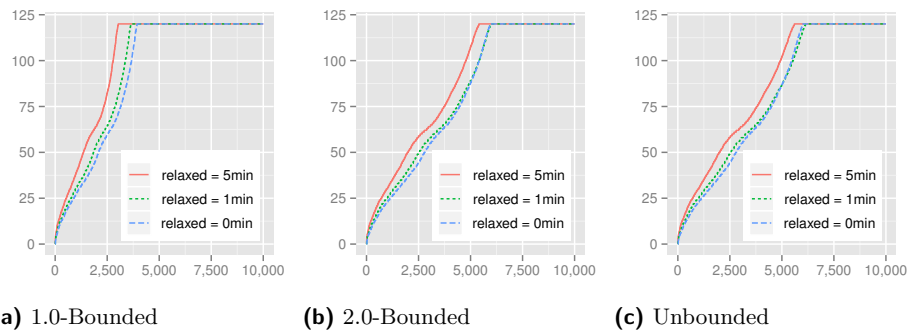 125
100
75
50
25
0
relaxed = 5min
relaxed = 1min
relaxed = 0min
0 2,500 5,000 7,500 10,000
a) 1.0-Bounded
125
100
75
50
25
0
relaxed = 5min
relaxed = 1min
relaxed = 0min
0 2,500 5,000 7,500 10,000
(b) 2.0-Bounded
125
100
75
50
25
0
relaxed = 5min
relaxed = 1min
relaxed = 0min
0 2,500 5,000 7,500 10,000
(c) Unbounded